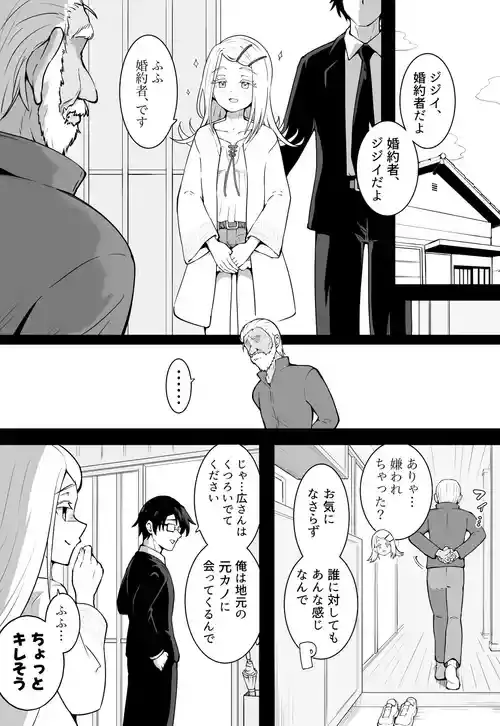 ジジイ、
婚約者だよ
婚約者、
ジジイだよ
ふふ
婚約者、です
・・・・・
フイ…
ありゃ…
嫌われ
ちゃった?
お気に
なさらず
誰に対しても
あんな感じ
なんで
じゃ…広さんは
くつろいでて
ください
俺は地元の
元カノに
会ってくるんで
ふふ…
ちょっと
キレそう